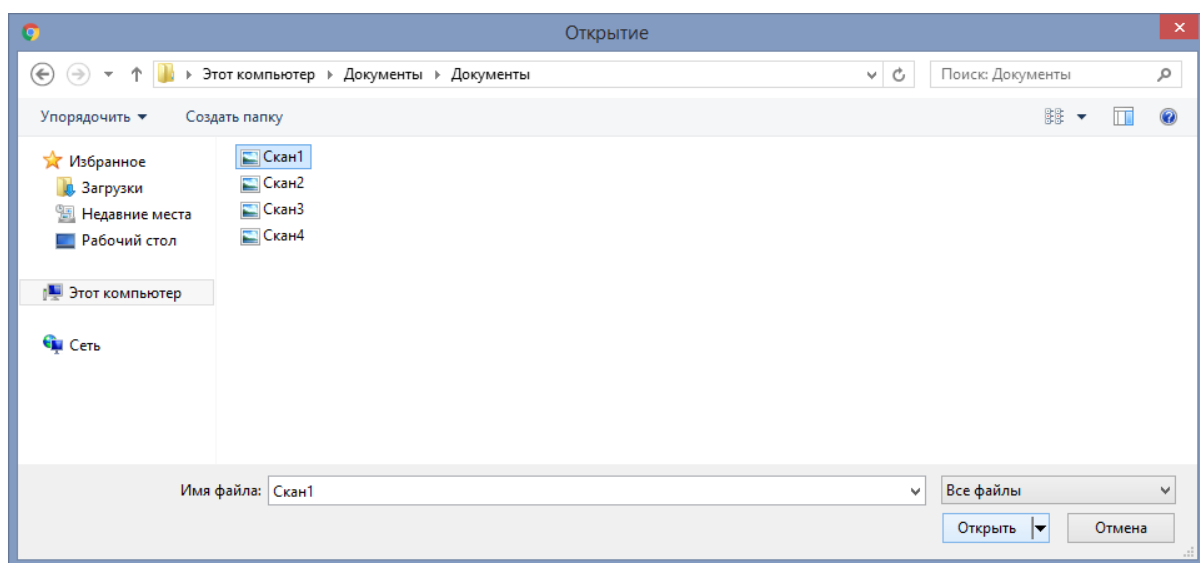 Открытие
Этот компьютер Документы Документы
Поиск: Документы
Упорядочить Создать папку
Избранное
Загрузки
Недавние места
Рабочий стол
Этот компьютер
Сеть
Скан1
Скан2
Скан3
Скан4
Имя файла: Скан1
Все файлы
Открыть Отмена